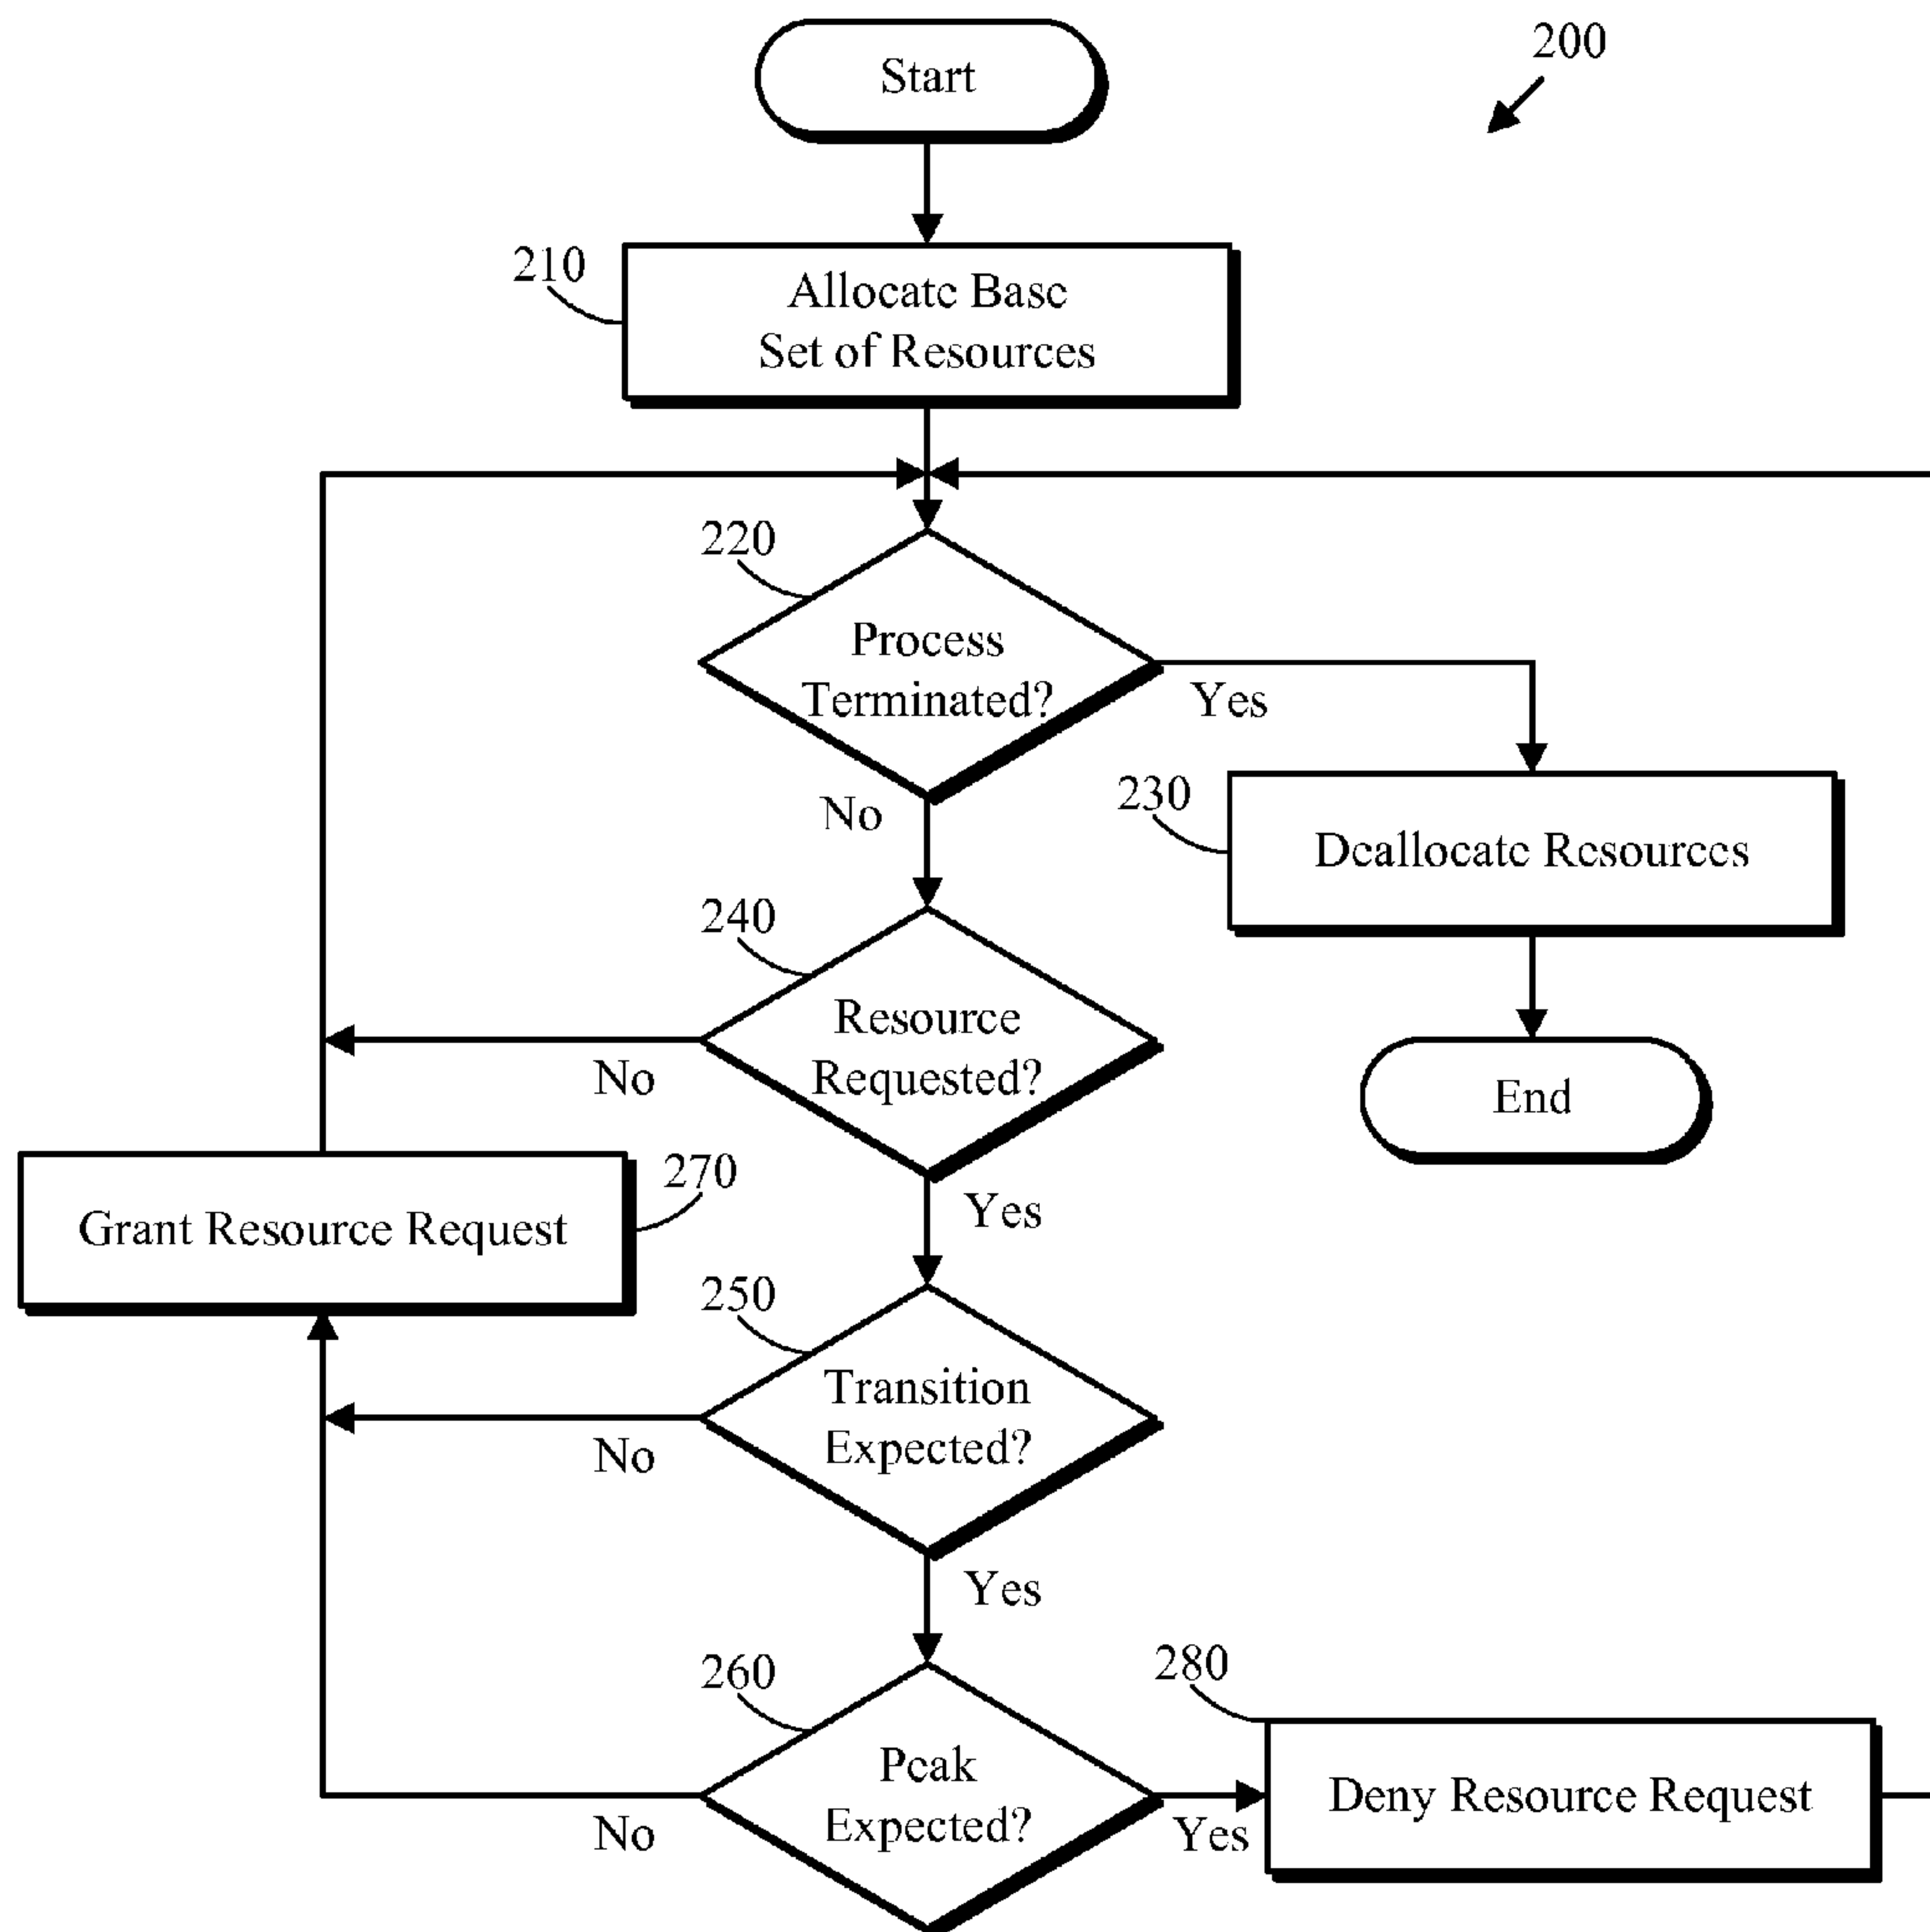 Start
200
210
Allocate Base
Set of Resources
220
Process
Terminated?
Yes
No
230
Deallocate Resources
240
Resource
Requested?
No
End
270
Grant Resource Request
Yes
250
Transition
Expected?
No
Yes
260
280
Peak
Expected?
Deny Resource Request
No
Yes